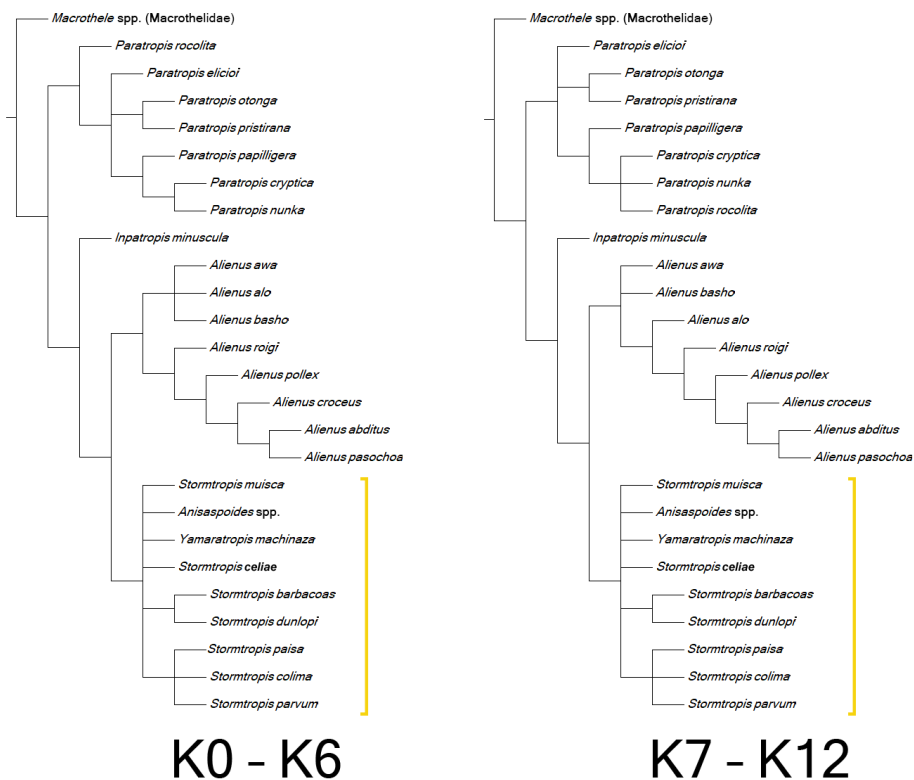 Macrothele spp. (Macrothelidae)
Paratropis rocolita
Paratropis elicioi
Paratropis otonga
Paratropis pristirana
Paratropis papilligera
Paratropis cryptica
Paratropis nunka
Inpatropis minuscula
Alienus awa
Alienus alo
Alienus basho
Alienus roigi
Alienus pollex
Alienus croceus
Alienus abditus
Alienus pasochoa
Stormtropis muisca
Anisaspoides spp.
Yamaratropis machinaza
Stormtropis celiae
Stormtropis barbacoas
Stormtropis dunlopi
Stormtropis paisa
Stormtropis colima
Stormtropis parvum
K0 - K6
Macrothele spp. (Macrothelidae)
Paratropis elicioi
Paratropis otonga
Paratropis pristirana
Paratropis papilligera
Paratropis cryptica
Paratropis nunka
Paratropis rocolita
Inpatropis minuscula
Alienus awa
Alienus basho
Alienus alo
Alienus roigi
Alienus pollex
Alienus croceus
Alienus abditus
Alienus pasochoa
Stormtropis muisca
Anisaspoides spp.
Yamaratropis machinaza
Stormtropis celiae
Stormtropis barbacoas
Stormtropis dunlopi
Stormtropis paisa
Stormtropis colima
Stormtropis parvum
K7 - K12